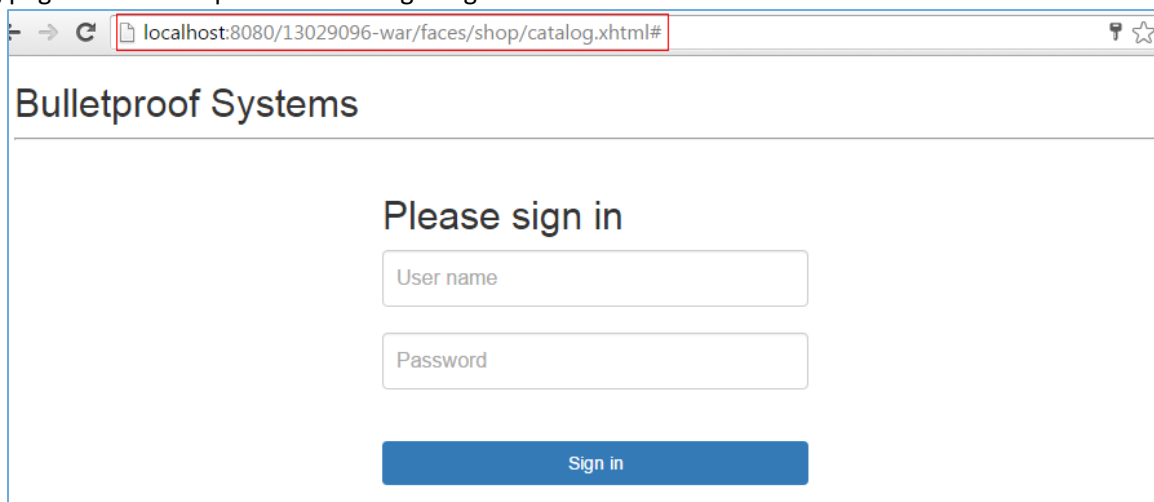 localhost:8080/13029096-war/faces/shop/catalog.xhtml#
Bulletproof Systems
Please sign in
User name
Password
Sign in